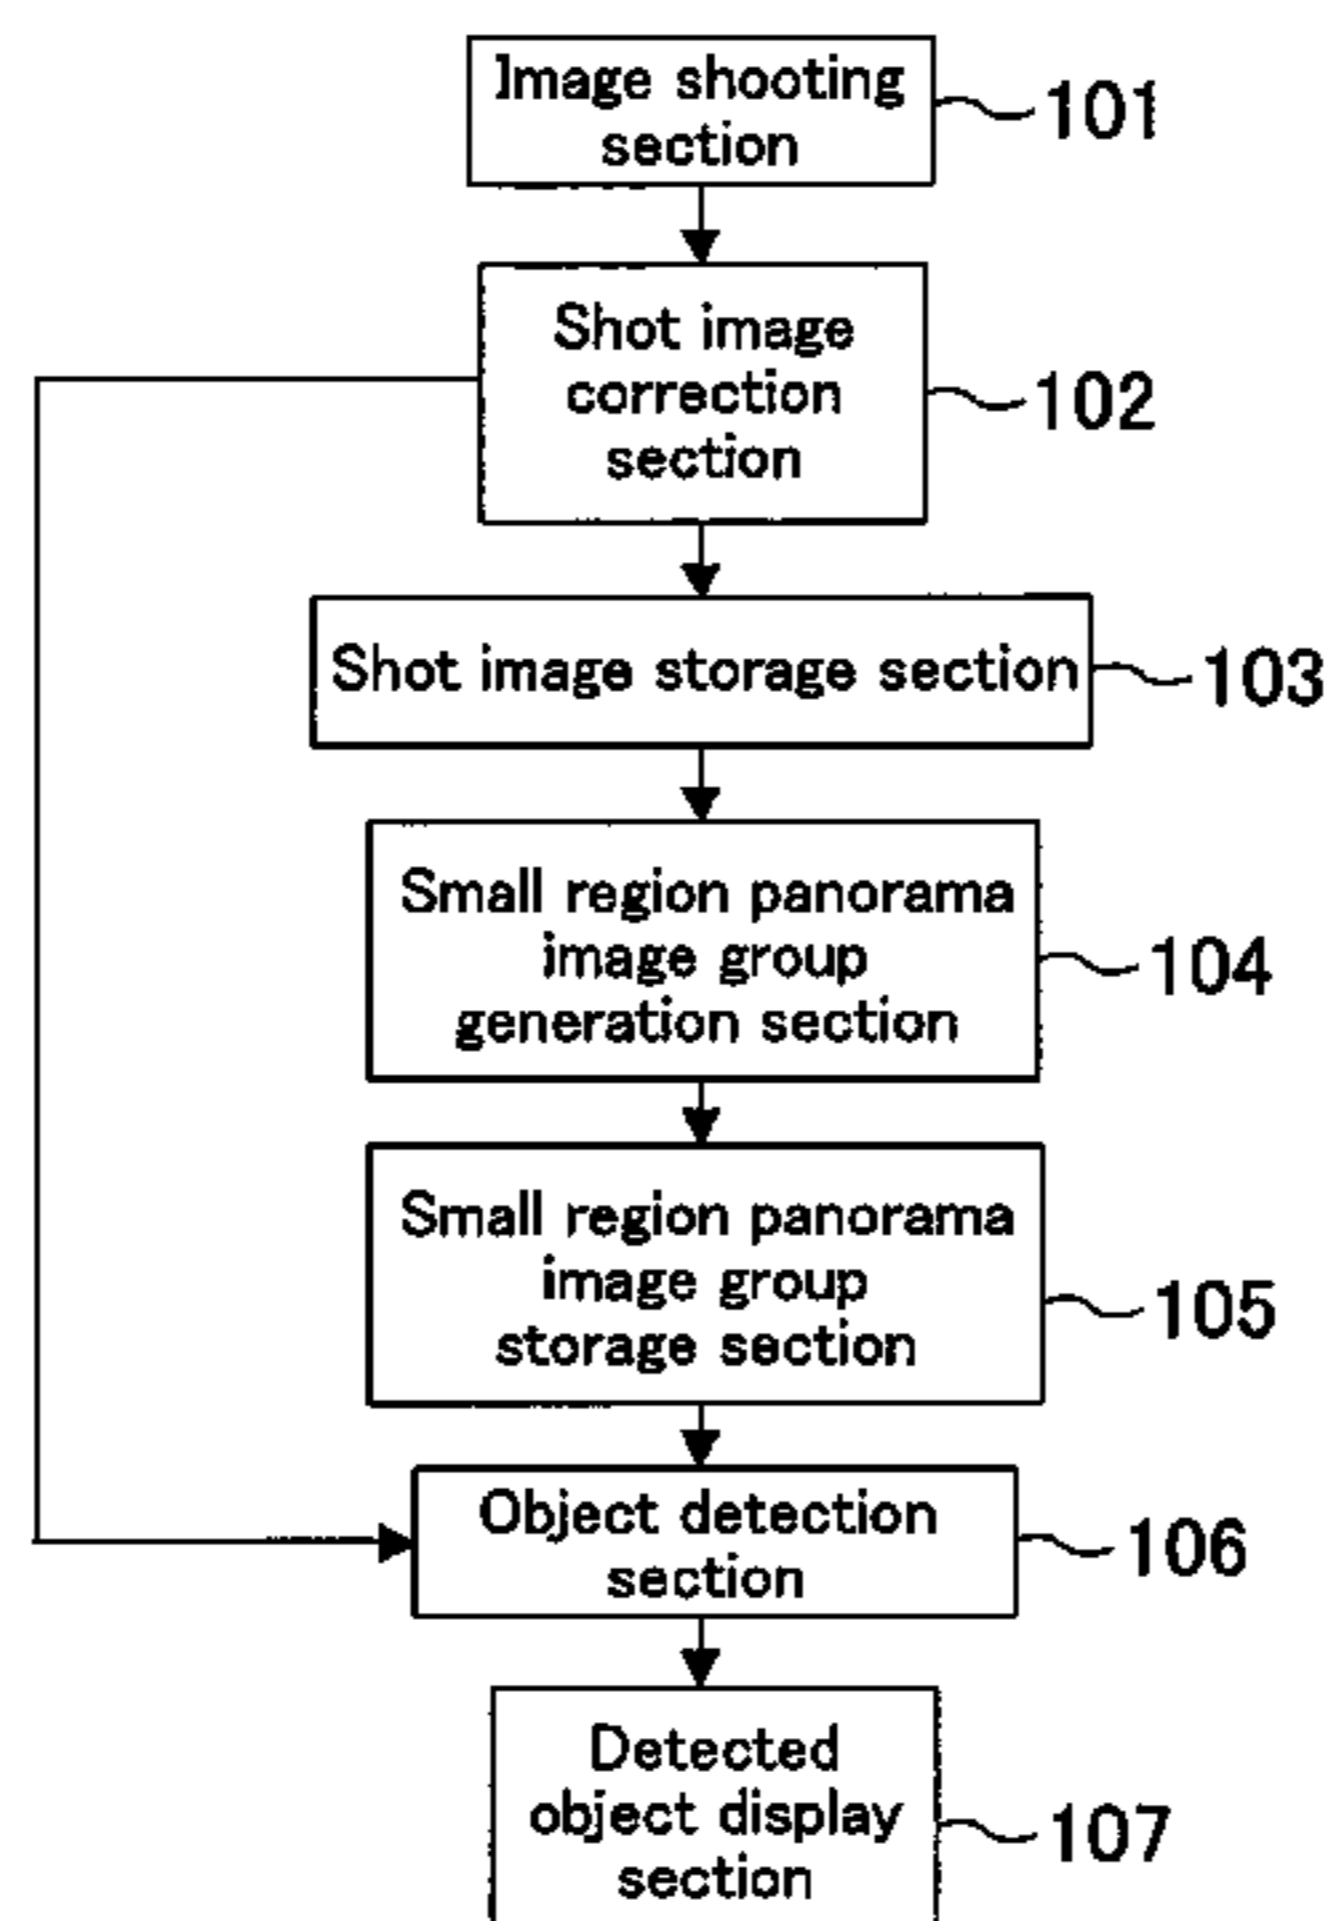 Image shooting
section
101
Shot image
correction
section
102
Shot image storage section
103
Small region panorama
image group
generation section
104
Small region panorama
image group
storage section
105
Object detection
section
106
Detected
object display
section
107